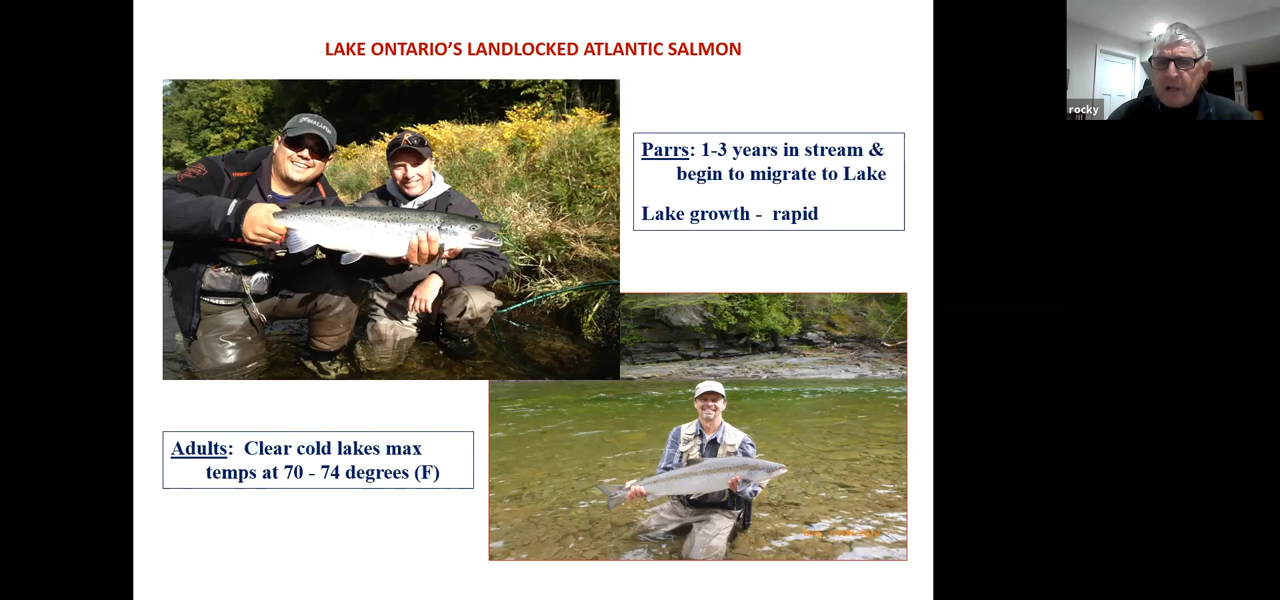 LAKE ONTARIO'S LANDLOCKED ATLANTIC SALMON
rocky
Parrs: 1-3 years in stream &
begin to migrate to Lake
Lake growth - rapid
Adults: Clear cold lakes max
temps at 70 - 74 degrees (F)